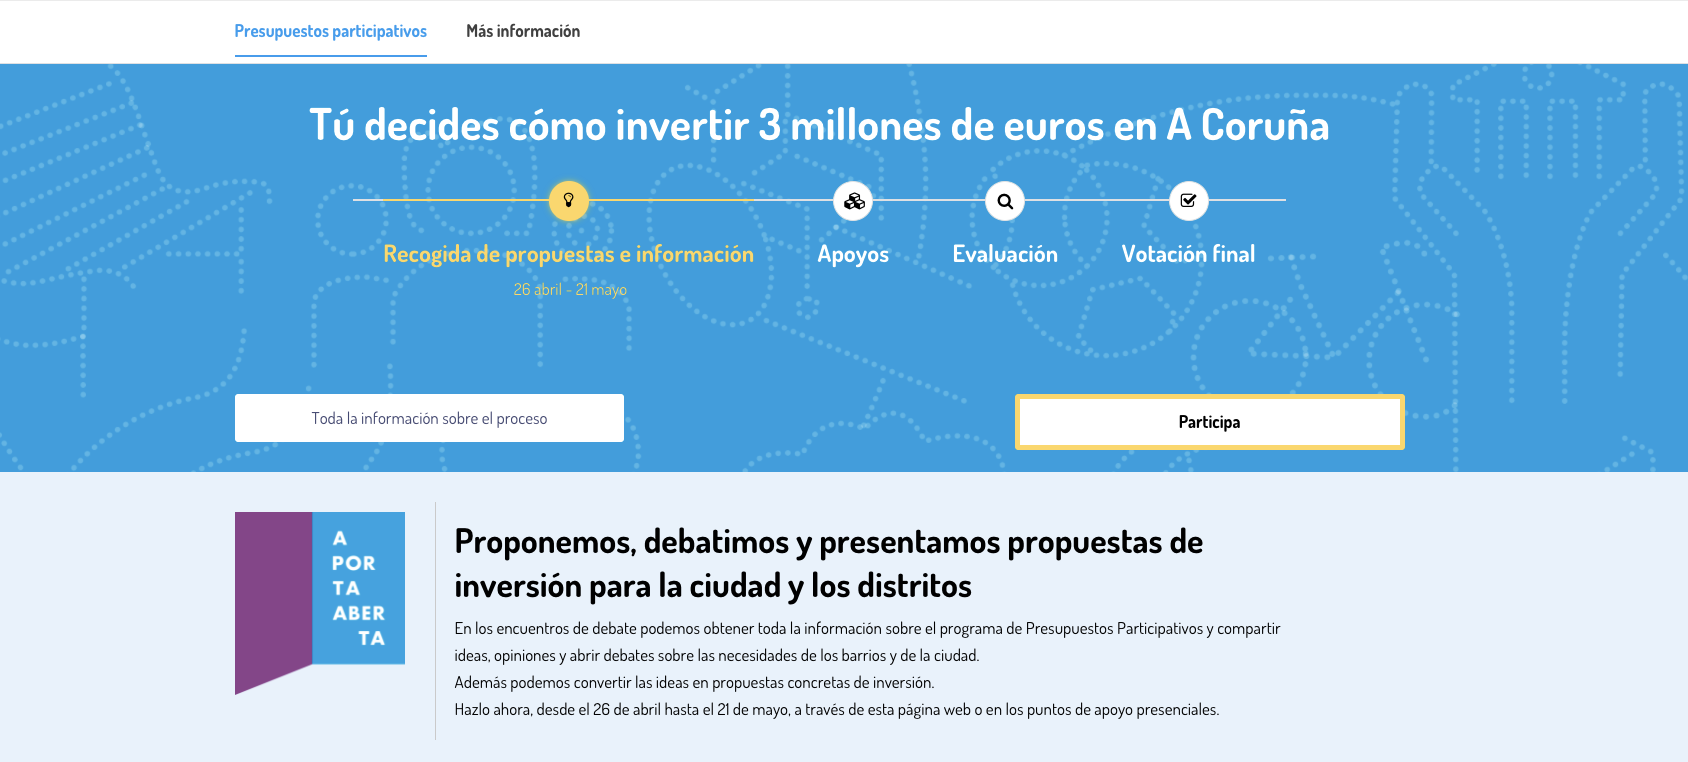 Presupuestos participativos
Más información
Tú decides cómo invertir 3 millones de euros en A Coruña
Recogida de propuestas e información
26 abril - 21 mayo
Apoyos
Evaluación
Votación final
Toda la información sobre el proceso
Participa
A
POR
TA
ABER
TA
Proponemos, debatimos y presentamos propuestas de
inversión para la ciudad y los distritos
En los encuentros de debate podemos obtener toda la información sobre el programa de Presupuestos Participativos y compartir
ideas, opiniones y abrir debates sobre las necesidades de los barrios y de la ciudad.
Además podemos convertir las ideas en propuestas concretas de inversión.
Hazlo ahora, desde el 26 de abril hasta el 21 de mayo, a través de esta página web o en los puntos de apoyo presenciales.